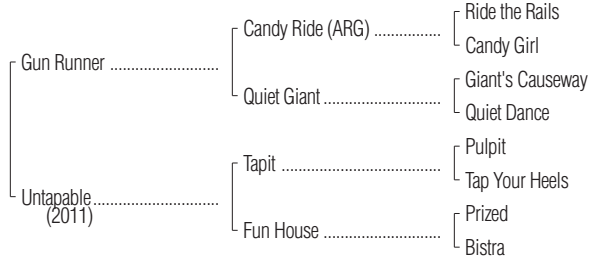 Ride the Rails
Candy Ride (ARG) ................
Candy Girl
Gun Runner ..........................
Giant's Causeway
Quiet Giant ............................
Quiet Dance
Pulpit
Tapit ......................................
Tap Your Heels
Untapable ..............................
(2011)
Prized
Fun House ............................
Bistra